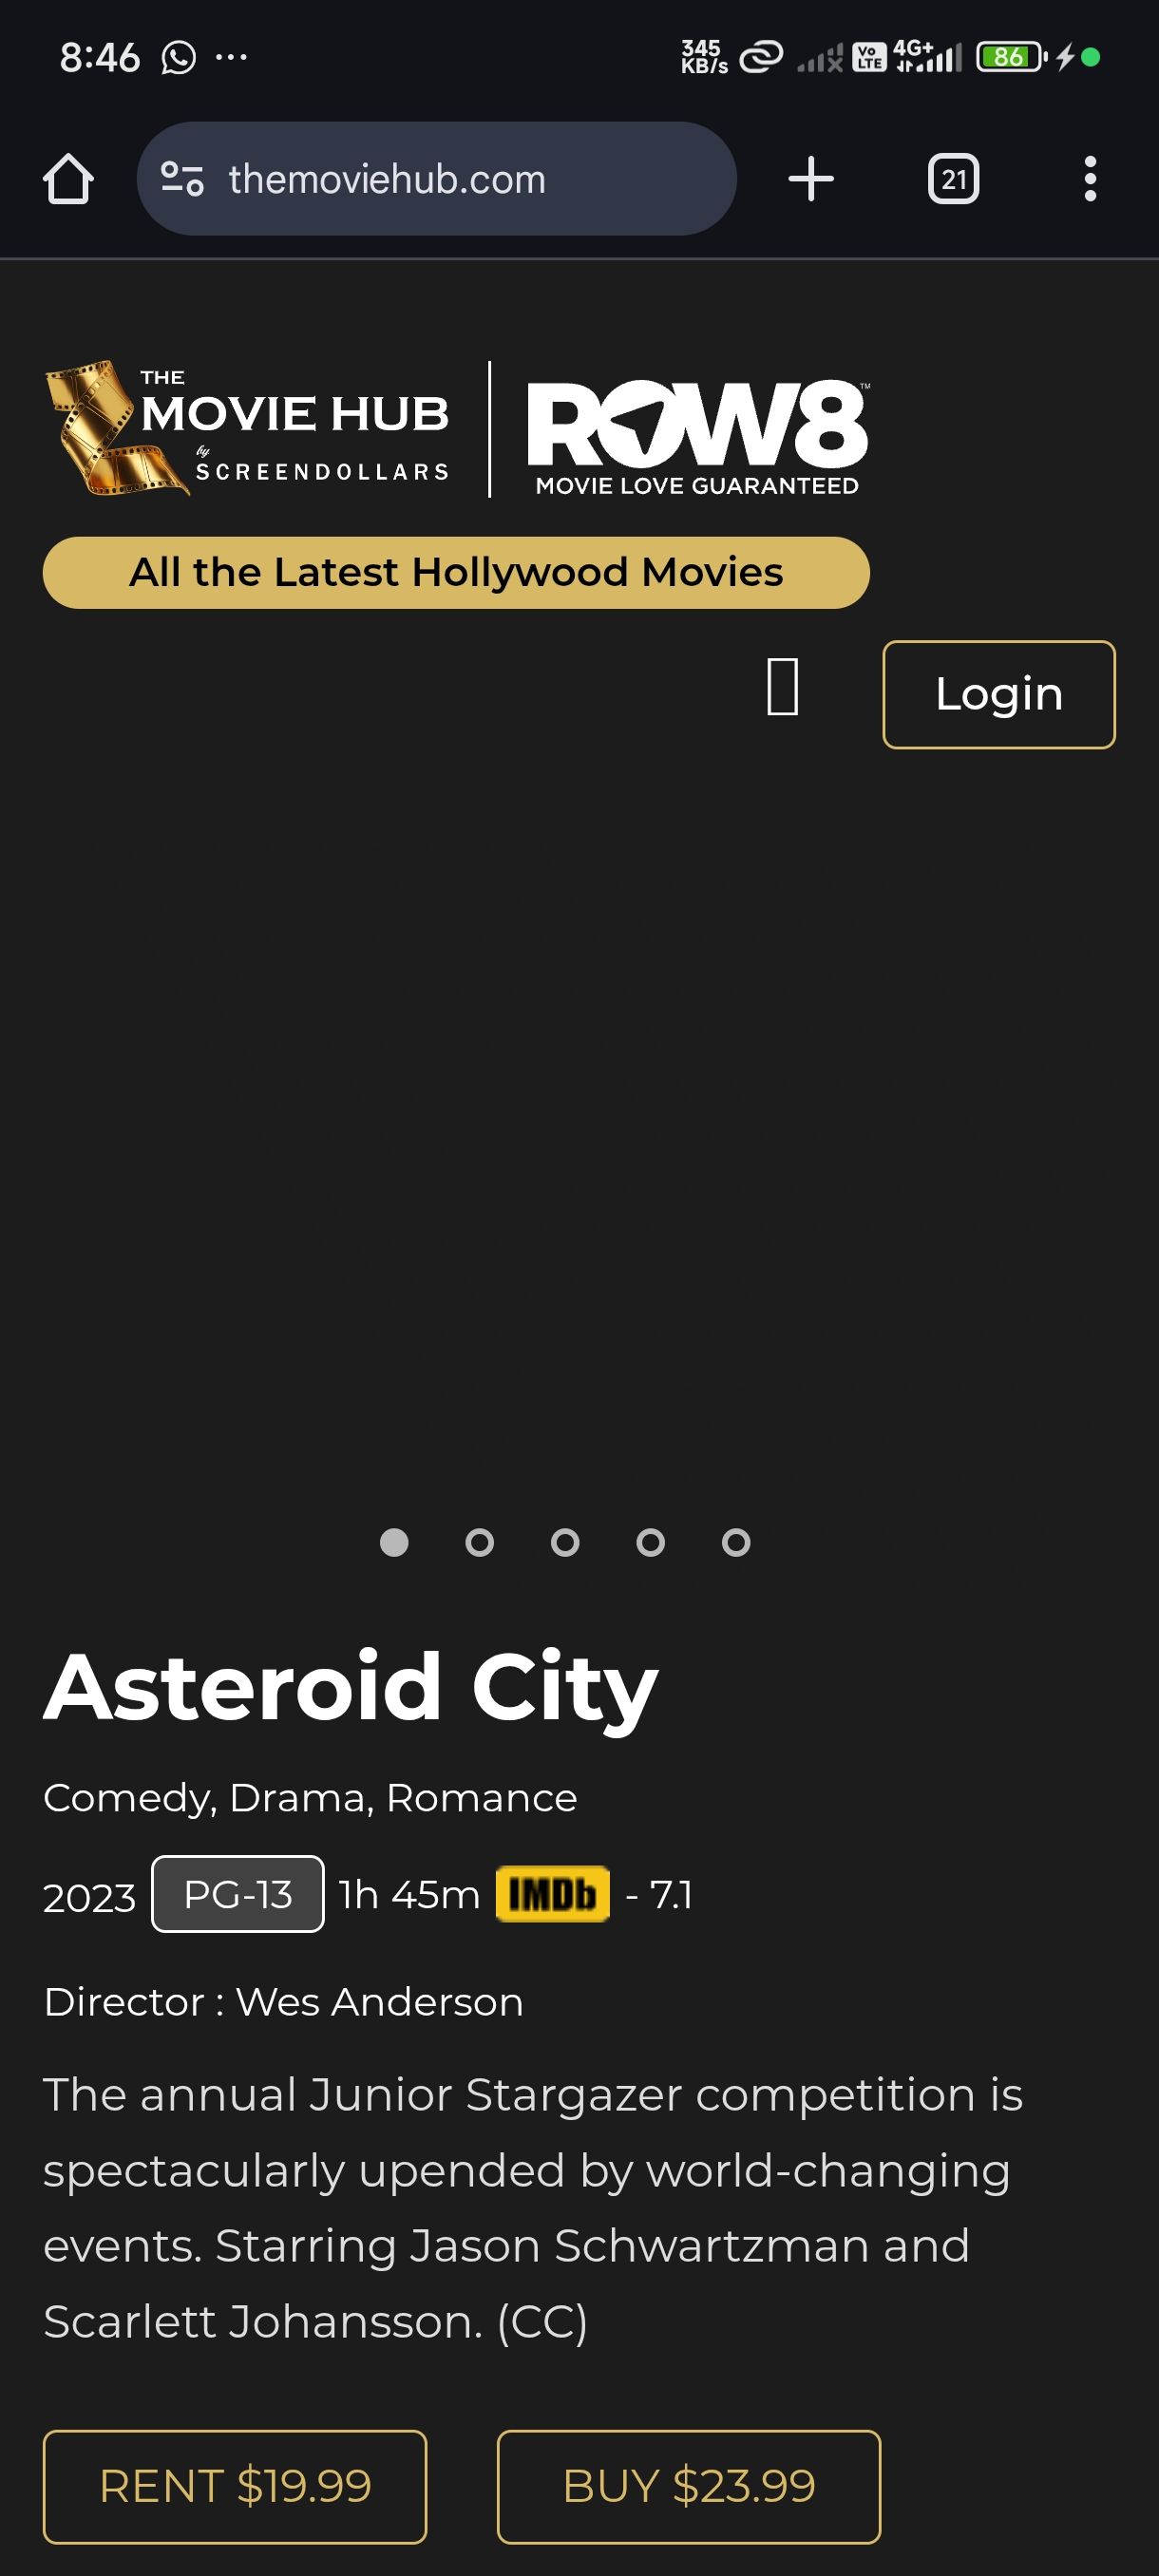 8:46
345
KB/s
Vo
LTE
4G+
86
themoviehub.com
21
THE
MOVIE HUB
by
SCREENDOLLARS
ROW8™
MOVIE LOVE GUARANTEED
All the Latest Hollywood Movies
Login
Asteroid City
Comedy, Drama, Romance
2023 PG-13 1h 45m IMDb - 7.1
Director : Wes Anderson
The annual Junior Stargazer competition is
spectacularly upended by world-changing
events. Starring Jason Schwartzman and
Scarlett Johansson. (CC)
RENT $19.99 BUY $23.99